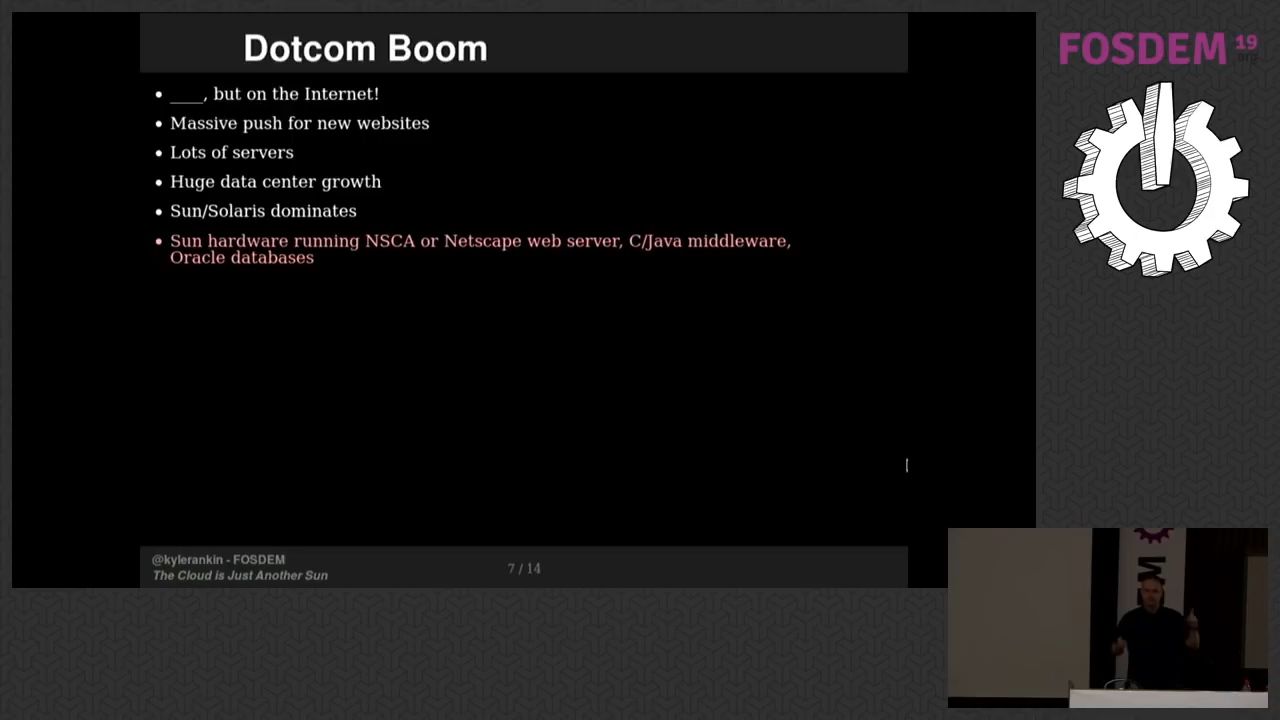 Dotcom Boom
• ____, but on the Internet!
• Massive push for new websites
• Lots of servers
• Huge data center growth
• Sun/Solaris dominates
• Sun hardware running NSCA or Netscape web server, C/Java middleware,
Oracle databases
@kylerankin - FOSDEM
The Cloud is Just Another Sun
7 / 14
FOSDEM 19
.org